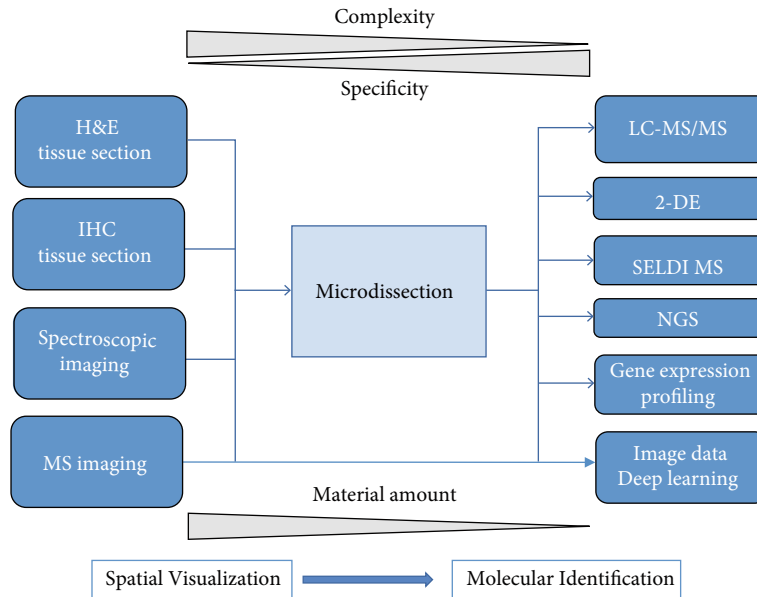 Complexity
Specificity
H&E
tissue section
IHC
tissue section
Spectroscopic
imaging
MS imaging
Microdissection
LC-MS/MS
2-DE
SELDI MS
NGS
Gene expression
profiling
Image data
Deep learning
Material amount
Spatial Visualization
Molecular Identification